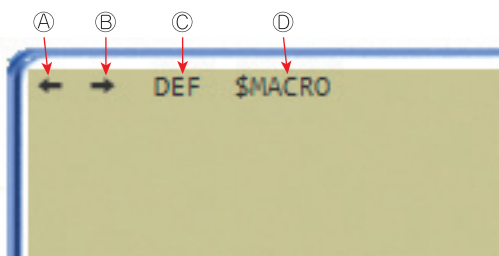 Ⓐ Ⓑ Ⓒ Ⓓ
← → DEF $MACRO